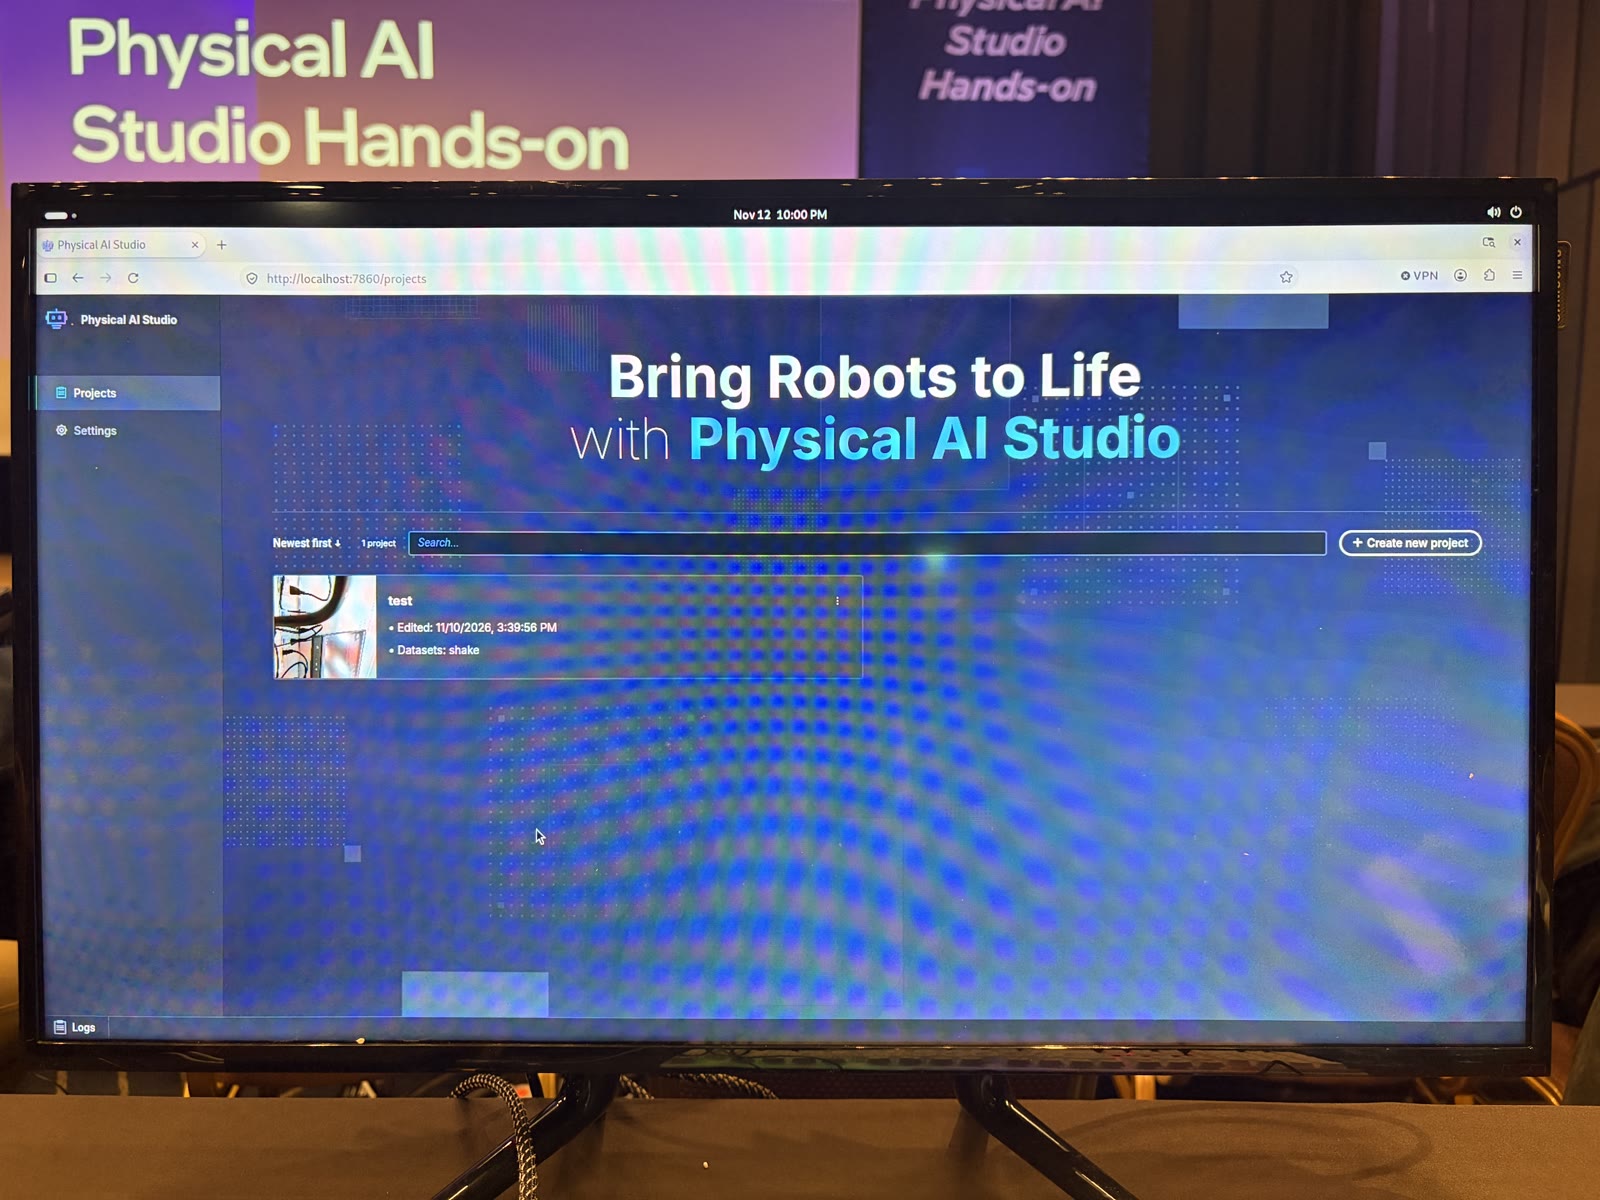 Physical AI
Studio Hands-on
Physical AI
Studio
Hands-on
Nov 12 10:00 PM
Physical AI Studio
http://localhost:7860/projects
VPN
Physical AI Studio
Projects
Settings
Bring Robots to Life
with Physical AI Studio
Newest first ↓ 1 project Search... + Create new project
test
• Edited: 11/10/2026, 3:39:56 PM
• Datasets: shake
Logs